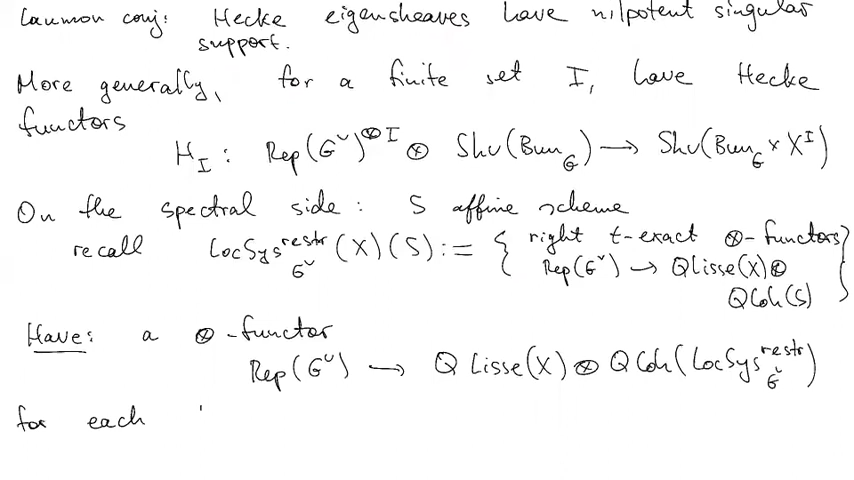 Laumon conj: Hecke eigensheaves have nilpotent singular
support.
More generally, for a finite set I, have Hecke
functors
H_I : Rep(G^∨)^{⊗I} ⊗ Shv(Bun_G) → Shv(Bun_G × X^I)
On the spectral side: S affine scheme
recall LocSys^{restr}_{G^∨}(X)(S) := { right t-exact ⊗-functors
Rep(G^∨) → QLisse(X) ⊗
QCoh(S) }
Have: a ⊗-functor
Rep(G^∨) → QLisse(X) ⊗ QCoh(LocSys^{restr}_{G^∨})
for each